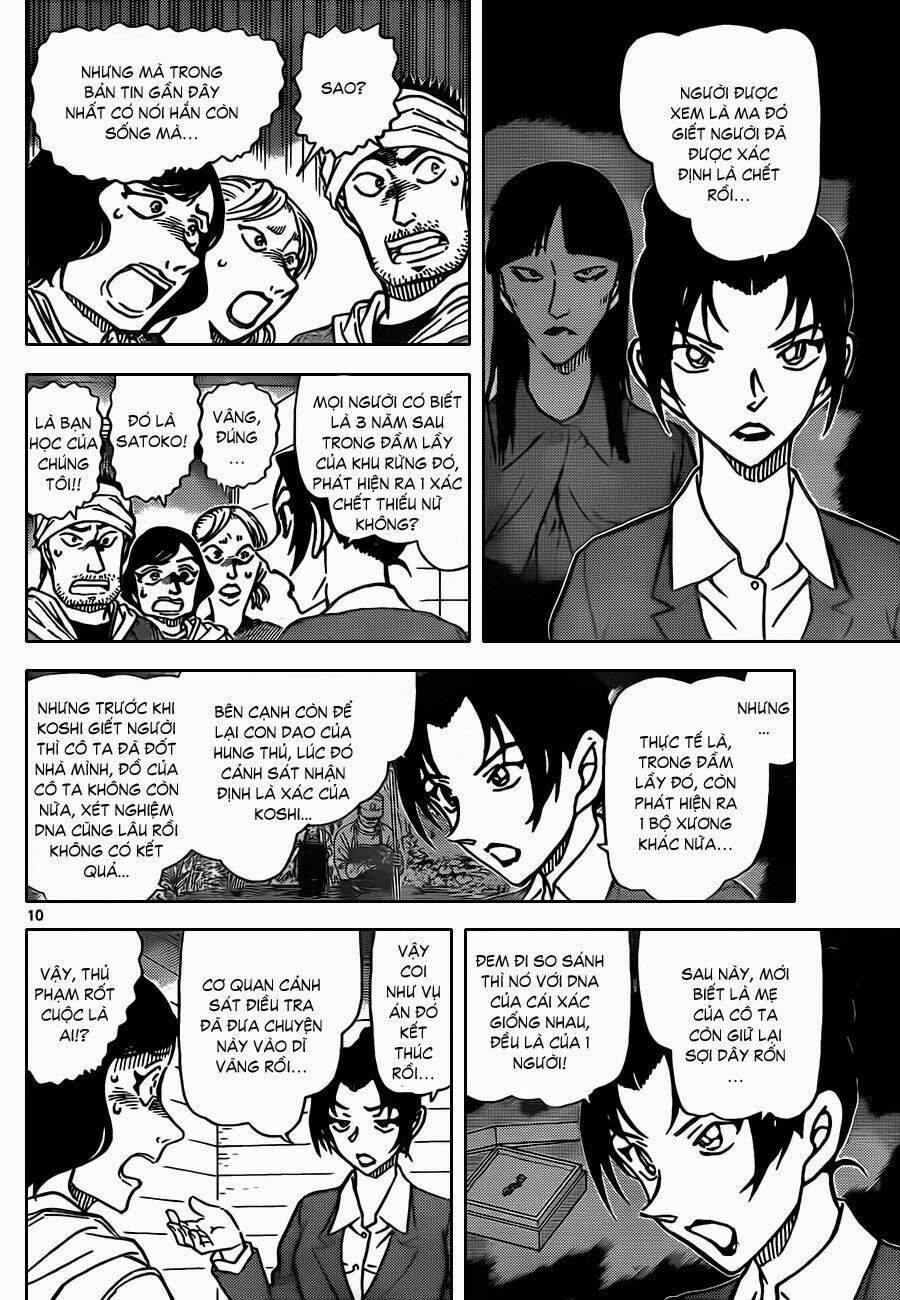 NGƯỜI ĐƯỢC
XEM LÀ MA ĐÓ
GIẾT NGƯỜI ĐÃ
ĐƯỢC XÁC
ĐỊNH LÀ CHẾT
RỒI...
SAO?
NHƯNG MÀ TRONG
BẢN TIN GẦN ĐÂY
NHẤT CÓ NÓI HẮN CÒN
SỐNG MÀ...
MỌI NGƯỜI CÓ BIẾT
LÀ 3 NĂM SAU
TRONG ĐẦM LẦY
CỦA KHU RỪNG ĐÓ,
PHÁT HIỆN RA 1 XÁC
CHẾT THIẾU NỮ
KHÔNG?
VÂNG,
ĐÚNG
...
ĐÓ LÀ
SATOKO!
LÀ BẠN
HỌC CỦA
CHÚNG
TÔI!!
NHƯNG
...
THỰC TẾ LÀ,
TRONG ĐẦM
LẦY ĐÓ, CÒN
PHÁT HIỆN RA
1 BỘ XƯƠNG
KHÁC NỮA...
BÊN CẠNH CÒN ĐỂ
LẠI CON DAO CỦA
HUNG THỦ, LÚC ĐÓ
CẢNH SÁT NHẬN
ĐỊNH LÀ XÁC CỦA
KOSHI...
NHƯNG TRƯỚC KHI
KOSHI GIẾT NGƯỜI
THÌ CÔ TA ĐÃ ĐỐT
NHÀ MÌNH, ĐỒ CỦA
CÔ TA KHÔNG CÒN
NỮA, XÉT NGHIỆM
DNA CŨNG LÂU RỒI
KHÔNG CÓ KẾT
QUẢ...
10
SAU NÀY, MỚI
BIẾT LÀ MẸ
CỦA CÔ TA
CÒN GIỮ LẠI
SỢI DÂY RỐN
...
ĐEM ĐI SO SÁNH
THÌ NÓ VỚI DNA
CỦA CÁI XÁC
GIỐNG NHAU,
ĐỀU LÀ CỦA 1
NGƯỜI!
VẬY
COI
NHƯ VỤ
ÁN ĐÓ
KẾT
THÚC
RỒI...
CƠ QUAN CẢNH
SÁT ĐIỀU TRA
ĐÃ ĐƯA CHUYỆN
NÀY VÀO DĨ
VÃNG RỒI...
VẬY, THỦ
PHẠM RỐT
CUỘC LÀ
AI!?